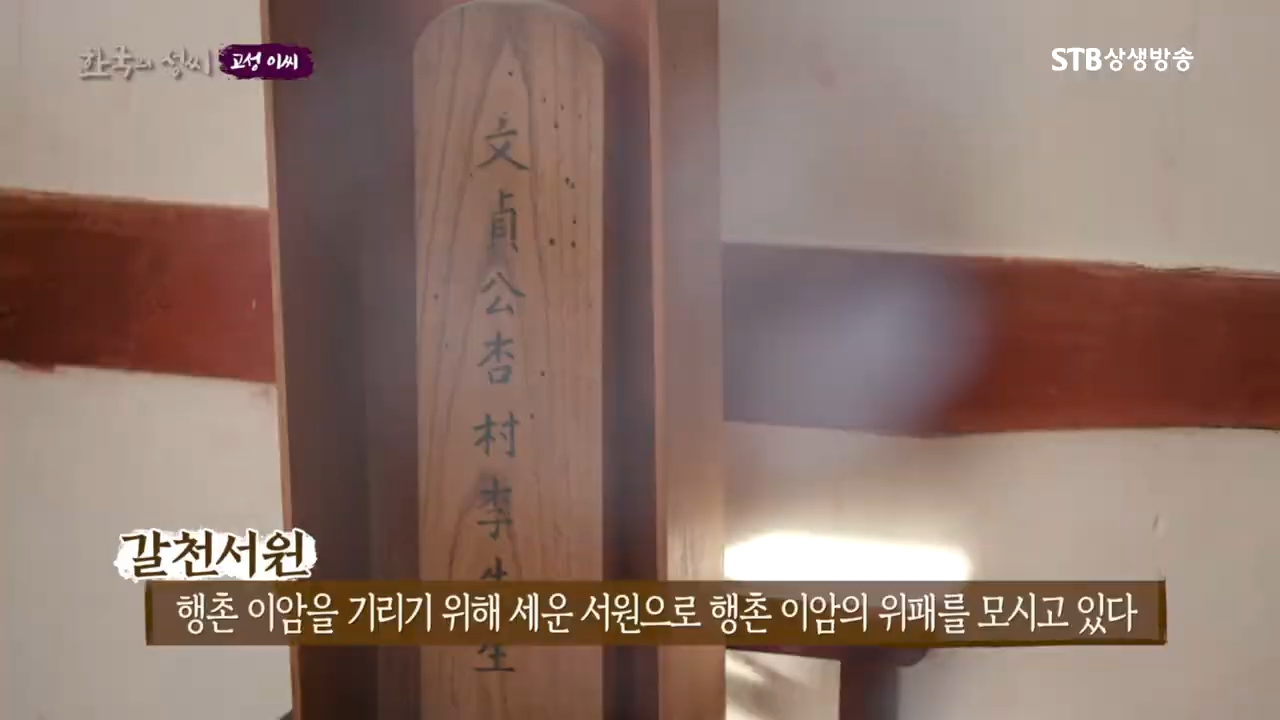 한국의 성씨
고성 이씨
STB상생방송
文貞公杏村李先生
갈천서원
행촌 이암을 기리기 위해 세운 서원으로 행촌 이암의 위패를 모시고 있다